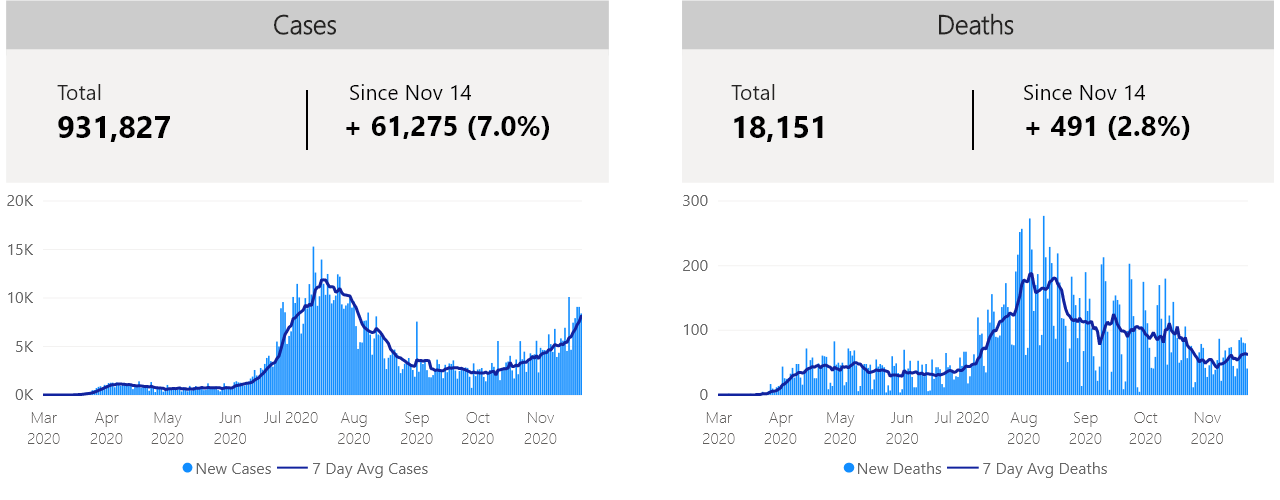 Cases
Total
931,827
Since Nov 14
+ 61,275 (7.0%)
20K
15K
10K
5K
0K
Mar 2020
Apr 2020
May 2020
Jun 2020
Jul 2020
Aug 2020
Sep 2020
Oct 2020
Nov 2020
New Cases
7 Day Avg Cases
Deaths
Total
18,151
Since Nov 14
+ 491 (2.8%)
300
200
100
0
Mar 2020
Apr 2020
May 2020
Jun 2020
Jul 2020
Aug 2020
Sep 2020
Oct 2020
Nov 2020
New Deaths
7 Day Avg Deaths